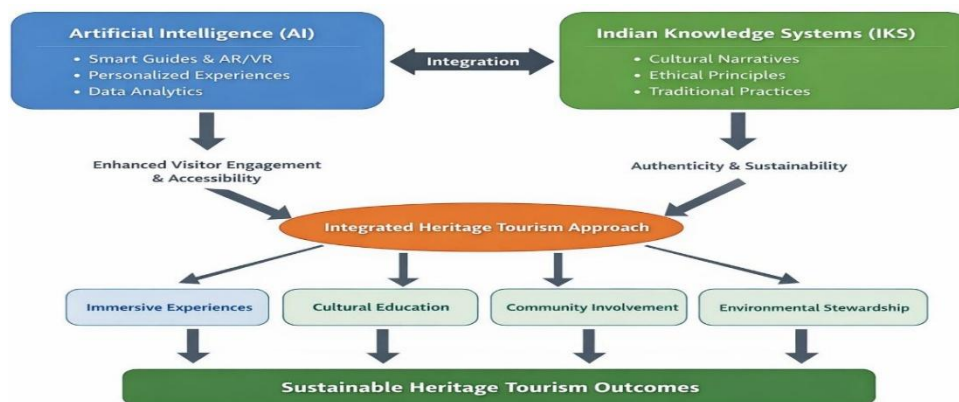 Artificial Intelligence (AI)
• Smart Guides & AR/VR
• Personalized Experiences
• Data Analytics
Integration
Indian Knowledge Systems (IKS)
• Cultural Narratives
• Ethical Principles
• Traditional Practices
Enhanced Visitor Engagement
& Accessibility
Authenticity & Sustainability
Integrated Heritage Tourism Approach
Immersive Experiences
Cultural Education
Community Involvement
Environmental Stewardship
Sustainable Heritage Tourism Outcomes